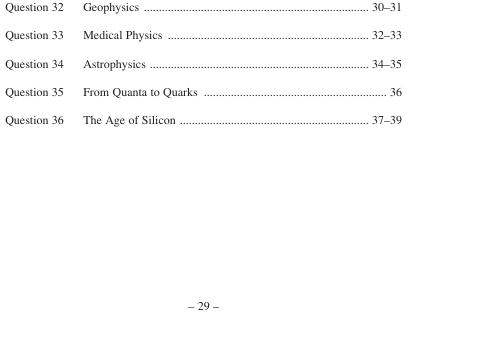 Question 32 Geophysics ............................................................................. 30–31
Question 33 Medical Physics ..................................................................... 32–33
Question 34 Astrophysics ........................................................................... 34–35
Question 35 From Quanta to Quarks ............................................................... 36
Question 36 The Age of Silicon ................................................................. 37–39
– 29 –